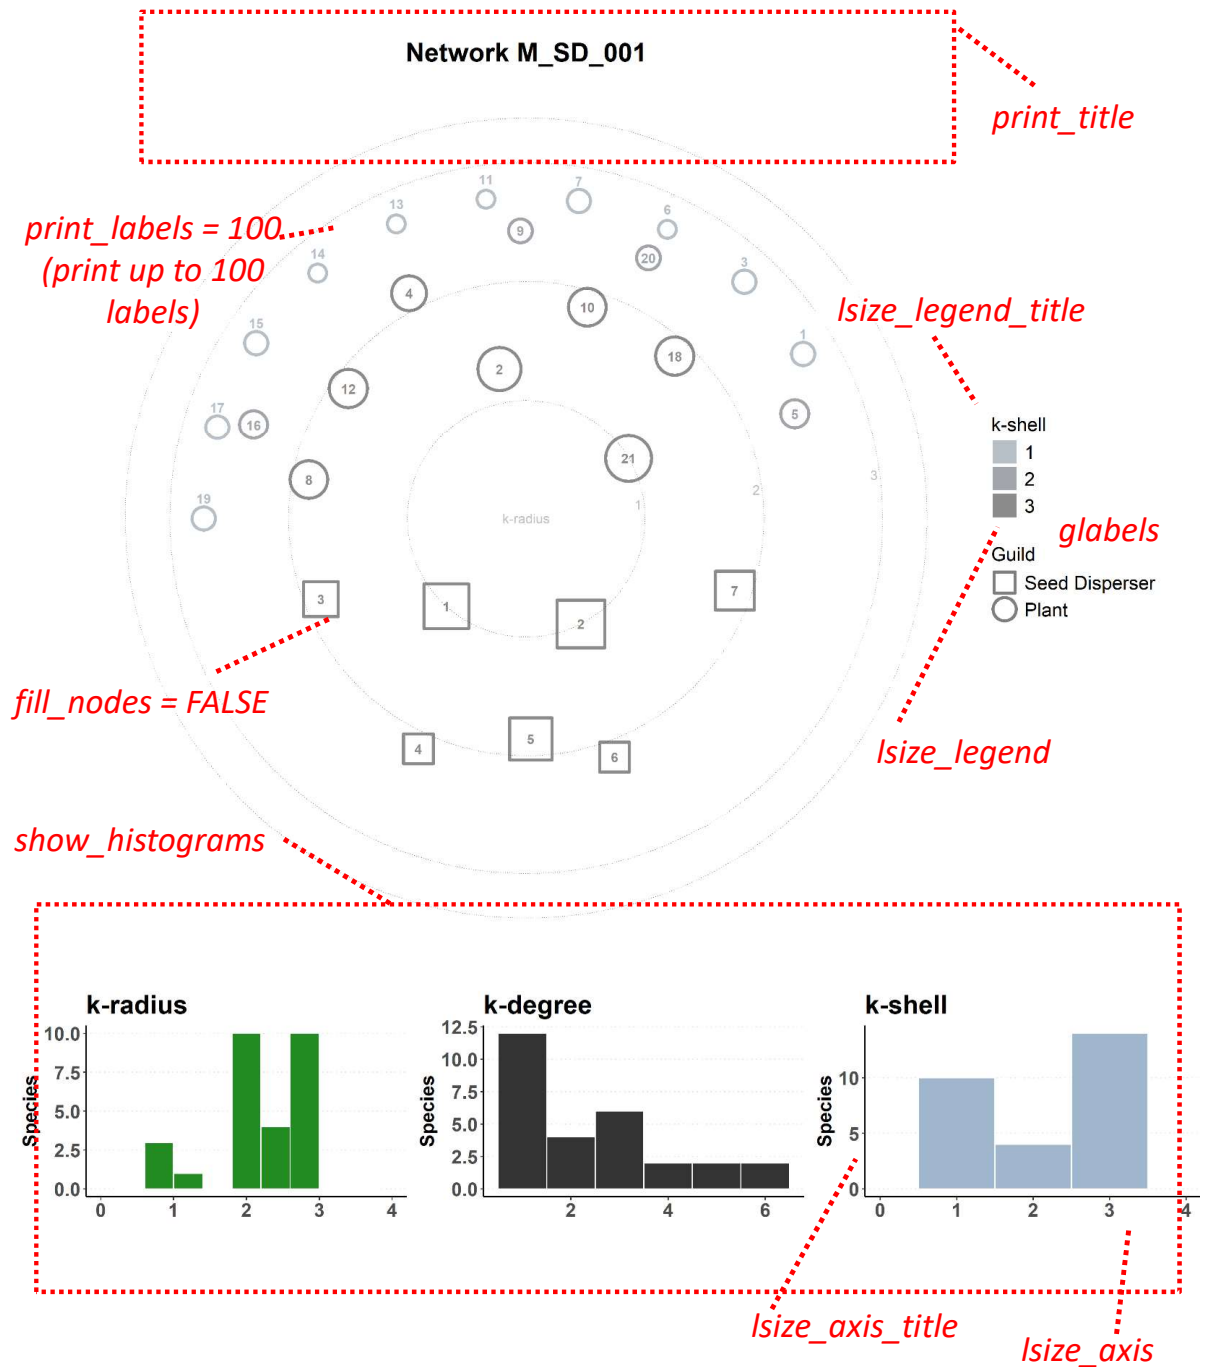 Network M_SD_001
print_title
11
7
13
6
print_labels = 100
9
(print up to 100
14
20
3
labels)
4
10
lsize_legend_title
15
1
18
2
12
17
5
16
k-shell
21
1
8
3
2
2
19
1
3
k-radius
glabels
Guild
Seed Disperser
7
3
1
Plant
2
fill_nodes = FALSE
5
4
6
lsize_legend
show_histograms
k-radius
k-degree
k-shell
Species
10.0
7.5
5.0
2.5
0.0
0 1 2 3 4
Species
12.5
10.0
7.5
5.0
2.5
0.0
2 4 6
Species
10
5
0
0 1 2 3 4
lsize_axis_title
lsize_axis